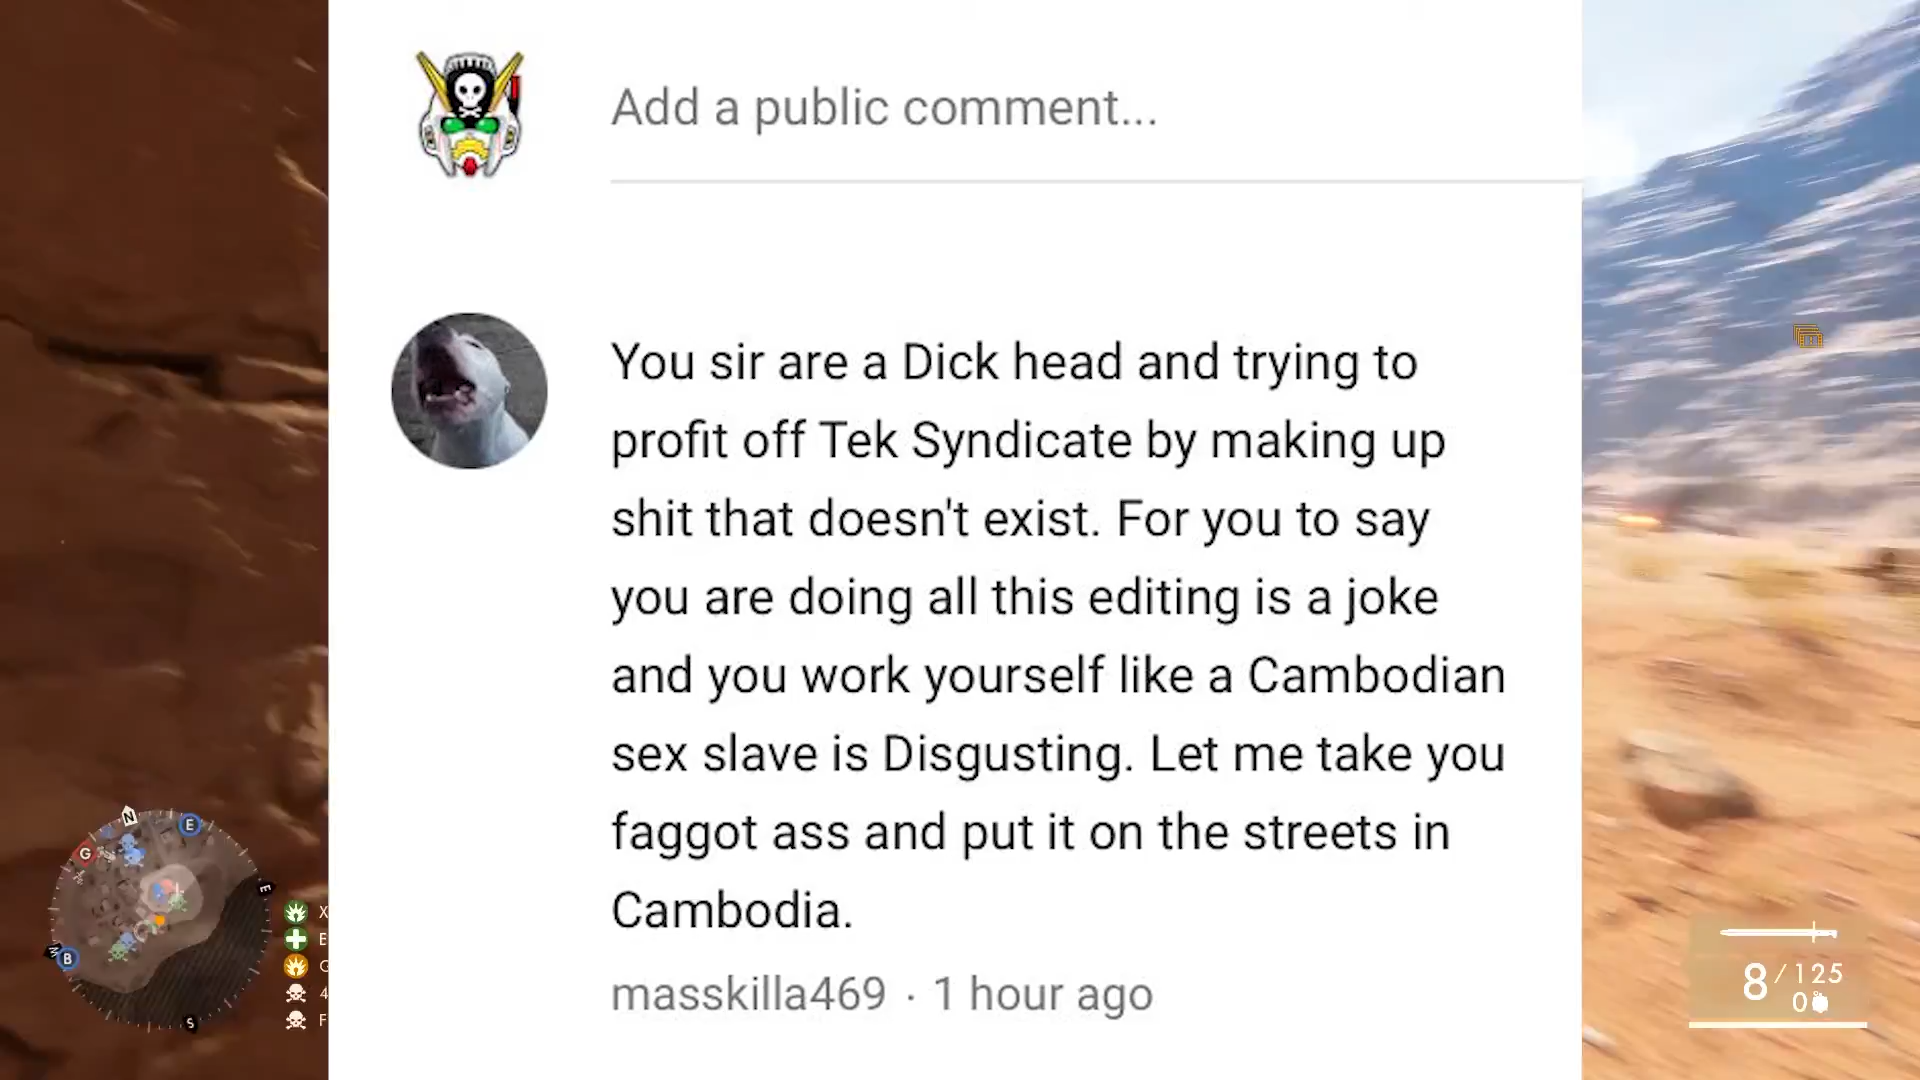 Add a public comment...
You sir are a Dick head and trying to
profit off Tek Syndicate by making up
shit that doesn't exist. For you to say
you are doing all this editing is a joke
and you work yourself like a Cambodian
sex slave is Disgusting. Let me take you
faggot ass and put it on the streets in
Cambodia.
masskilla469 · 1 hour ago
N
E
G
E
B
W
S
X
E
G
4
F
8/125
0